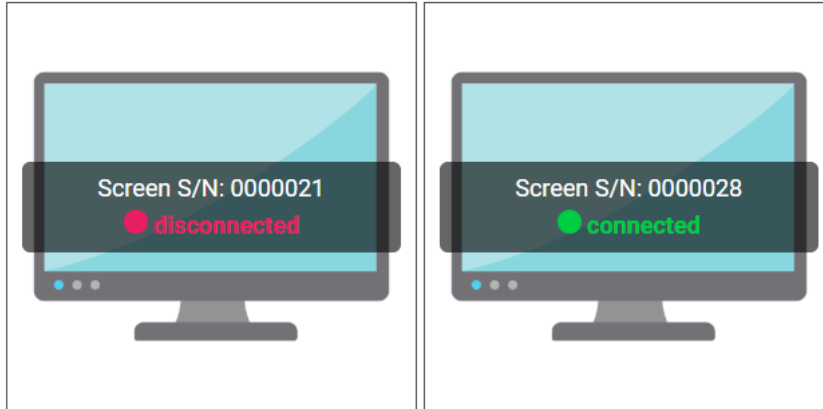 Screen S/N: 0000021
disconnected
Screen S/N: 0000028
connected